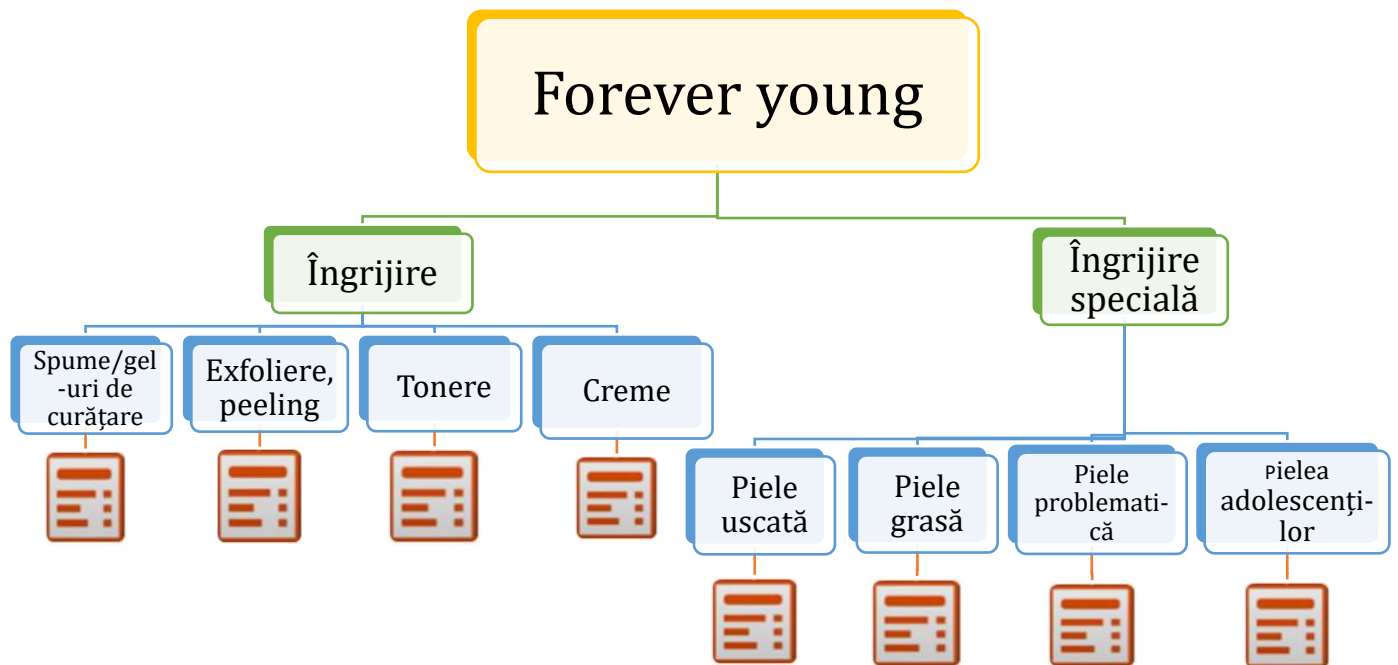 Forever young
Îngrijire
Îngrijire
specială
Spume/gel
-uri de
curățare
Exfoliere,
peeling
Tonere
Creme
Piele
uscată
Piele
grasă
Piele
problemati-
că
Pielea
adolescenți-
lor